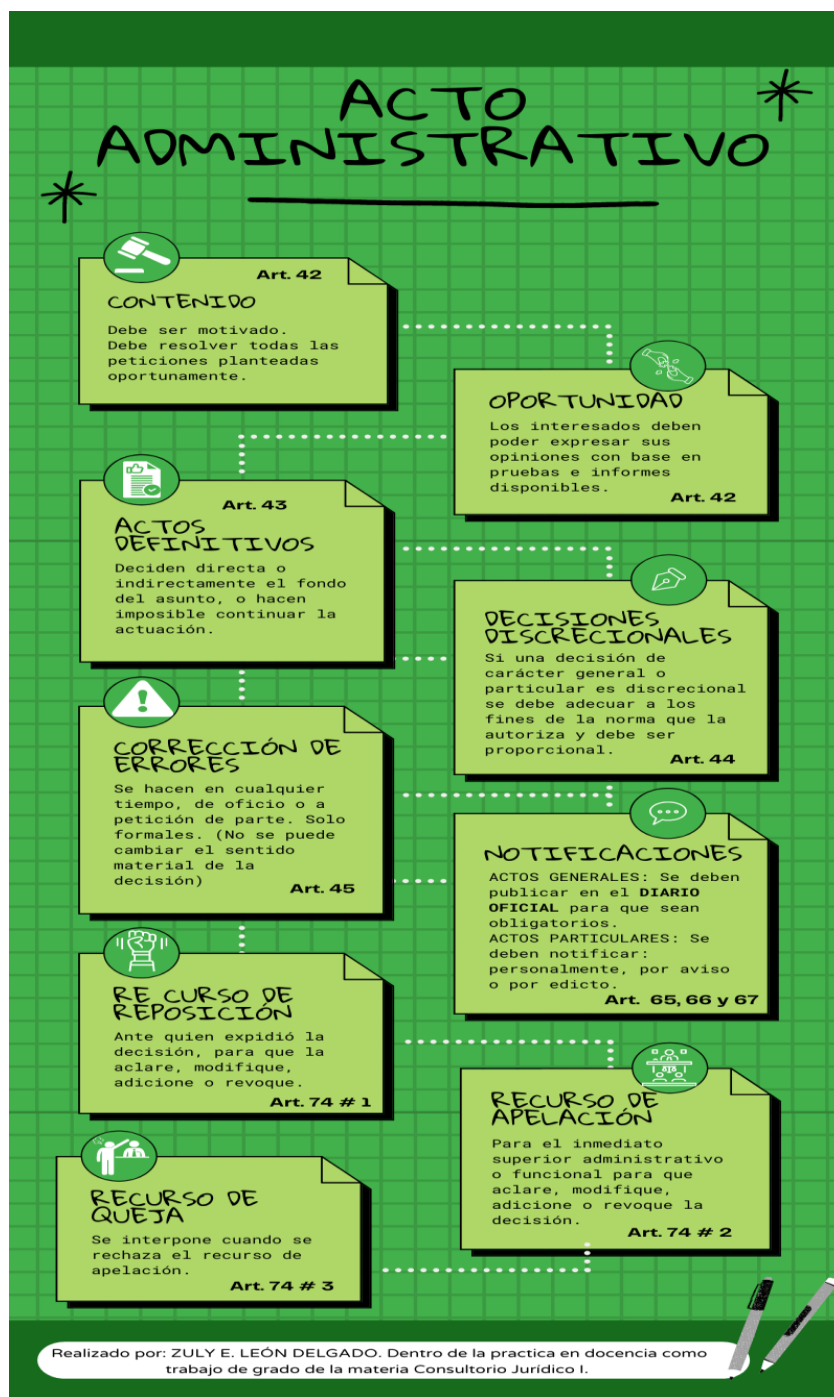 ACTO
ADMINISTRATIVO
Art. 42
CONTENIDO
Debe ser motivado.
Debe resolver todas las
peticiones planteadas
oportunamente.
OPORTUNIDAD
Los interesados deben
poder expresar sus
opiniones con base en
pruebas e informes
disponibles.
Art. 42
Art. 43
ACTOS
DEFINITIVOS
Deciden directa o
indirectamente el fondo
del asunto, o hacen
imposible continuar la
actuación.
DECISIONES
DISCRECIONALES
Si una decisión de
carácter general o
particular es discrecional
se debe adecuar a los
fines de la norma que la
autoriza y debe ser
proporcional.
Art. 44
CORRECCIÓN DE
ERRORES
Se hacen en cualquier
tiempo, de oficio o a
petición de parte. Solo
formales. (No se puede
cambiar el sentido
material de la
decisión)
Art. 45
NOTIFICACIONES
ACTOS GENERALES: Se deben
publicar en el DIARIO
OFICIAL para que sean
obligatorios.
ACTOS PARTICULARES: Se
deben notificar:
personalmente, por aviso
o por edicto.
Art. 65, 66 y 67
RE CURSO DE
REPOSICIÓN
Ante quien expidió la
decisión, para que la
aclare, modifique,
adicione o revoque.
Art. 74 # 1
RECURSO DE
APELACIÓN
Para el inmediato
superior administrativo
o funcional para que
aclare, modifique,
adicione o revoque la
decisión.
Art. 74 # 2
RECURSO DE
QUEJA
Se interpone cuando se
rechaza el recurso de
apelación.
Art. 74 # 3
Realizado por: ZULY E. LEÓN DELGADO. Dentro de la practica en docencia como
trabajo de grado de la materia Consultorio Jurídico I.